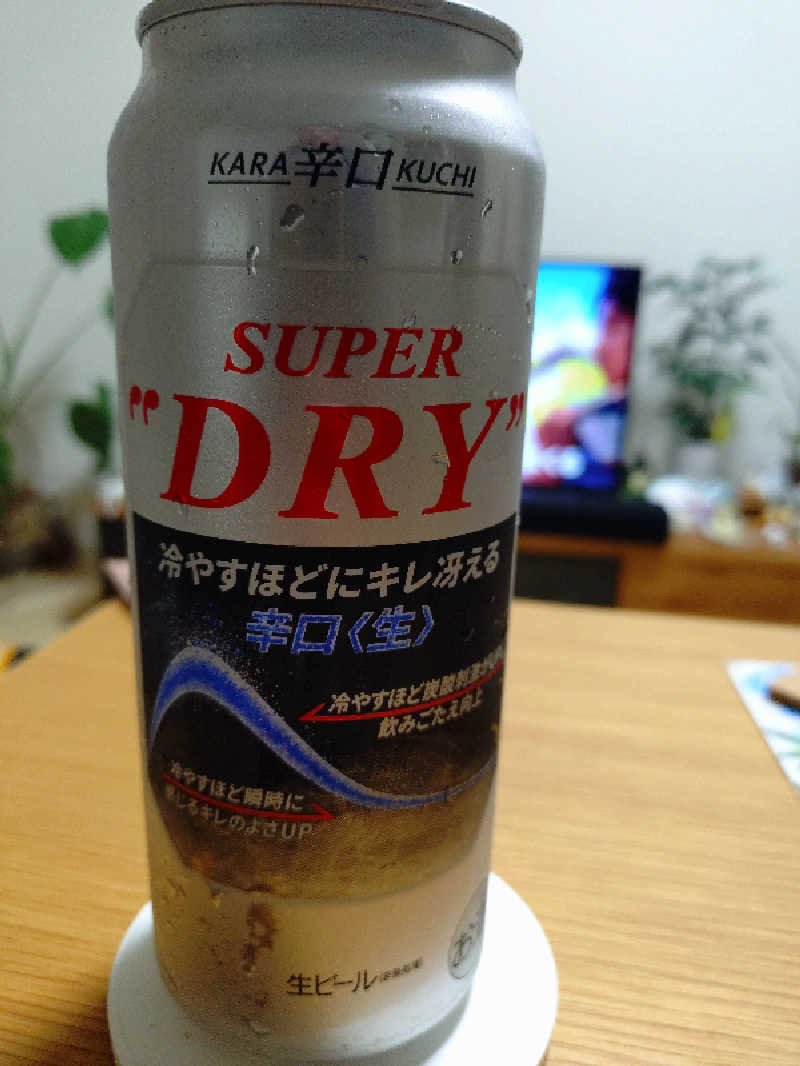 KARA 辛口 KUCHI
SUPER
"DRY"
冷やすほどにキレ冴える
辛口〈生〉
冷やすほど炭酸刺激が
飲みごたえ向上
冷やすほど瞬時に
感じるキレのよさUP
生ビール